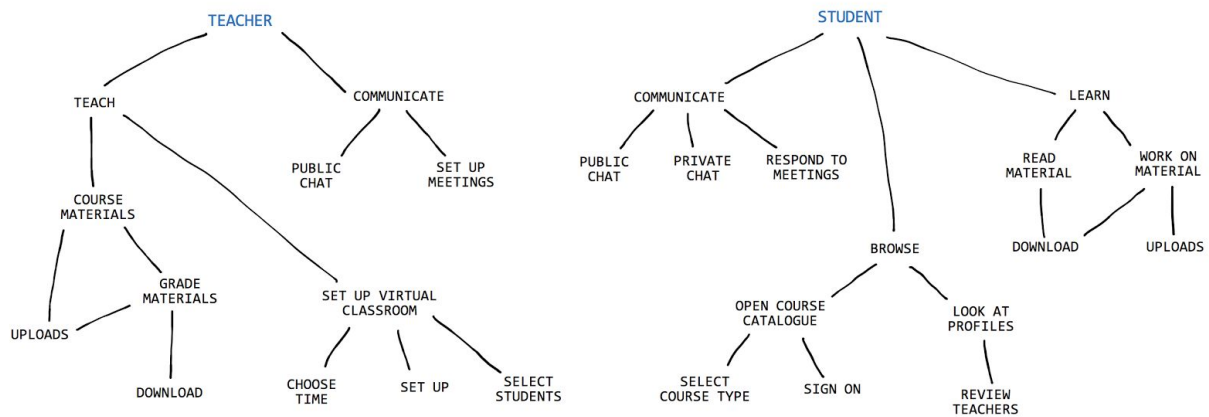 TEACHER
TEACH
COMMUNICATE
PUBLIC
CHAT
SET UP
MEETINGS
COURSE
MATERIALS
GRADE
MATERIALS
UPLOADS
DOWNLOAD
SET UP VIRTUAL
CLASSROOM
CHOOSE
TIME
SET UP
SELECT
STUDENTS
STUDENT
COMMUNICATE
LEARN
PUBLIC
CHAT
PRIVATE
CHAT
RESPOND TO
MEETINGS
READ
MATERIAL
WORK ON
MATERIAL
DOWNLOAD
UPLOADS
BROWSE
OPEN COURSE
CATALOGUE
LOOK AT
PROFILES
SELECT
COURSE TYPE
SIGN ON
REVIEW
TEACHERS